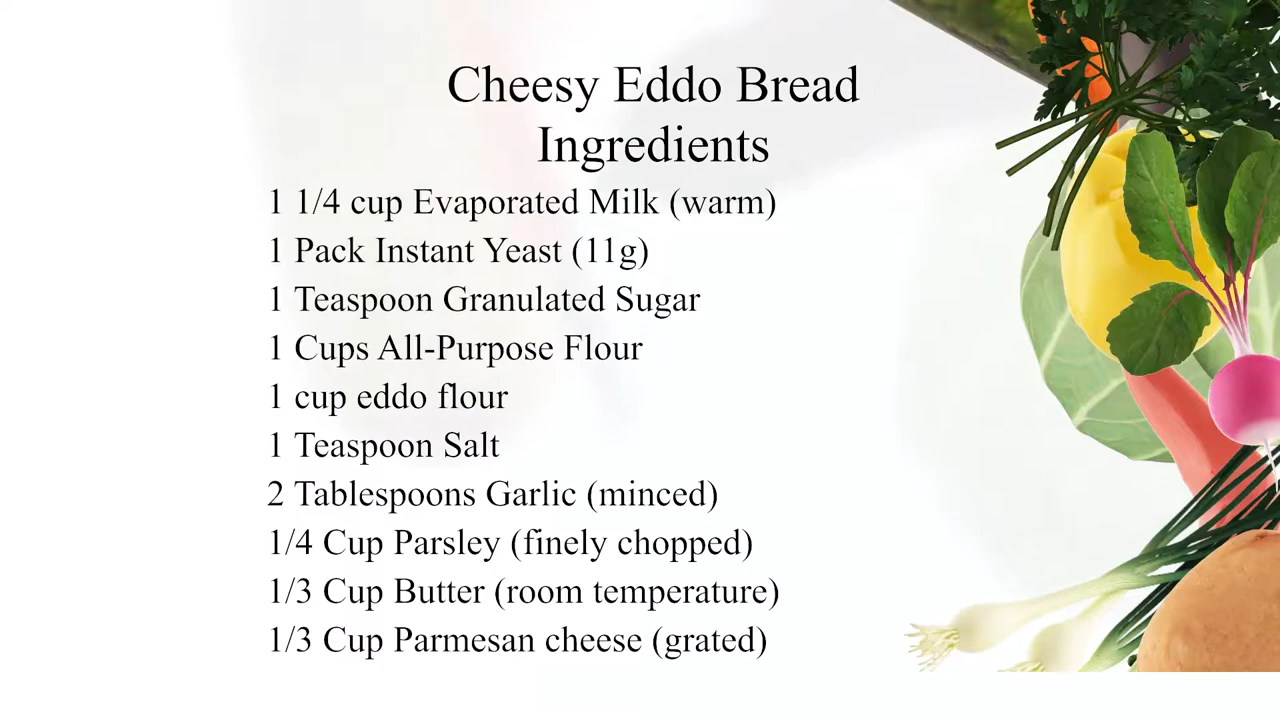 Cheesy Eddo Bread
Ingredients
1 1/4 cup Evaporated Milk (warm)
1 Pack Instant Yeast (11g)
1 Teaspoon Granulated Sugar
1 Cups All-Purpose Flour
1 cup eddo flour
1 Teaspoon Salt
2 Tablespoons Garlic (minced)
1/4 Cup Parsley (finely chopped)
1/3 Cup Butter (room temperature)
1/3 Cup Parmesan cheese (grated)